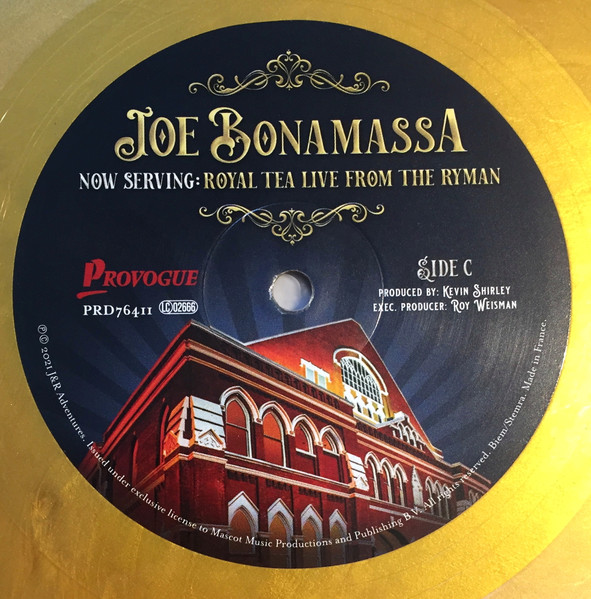 JOE BONAMASSA
NOW SERVING: ROYAL TEA LIVE FROM THE RYMAN
PROVOGUE
PRD76411 LC 02666
SIDE C
PRODUCED BY: KEVIN SHIRLEY
EXEC. PRODUCER: ROY WEISMAN
℗© 2021 J&R Adventures. Issued under exclusive license to Mascot Music Productions and Publishing B.V. All rights reserved. Biem/Stemra. Made in France.